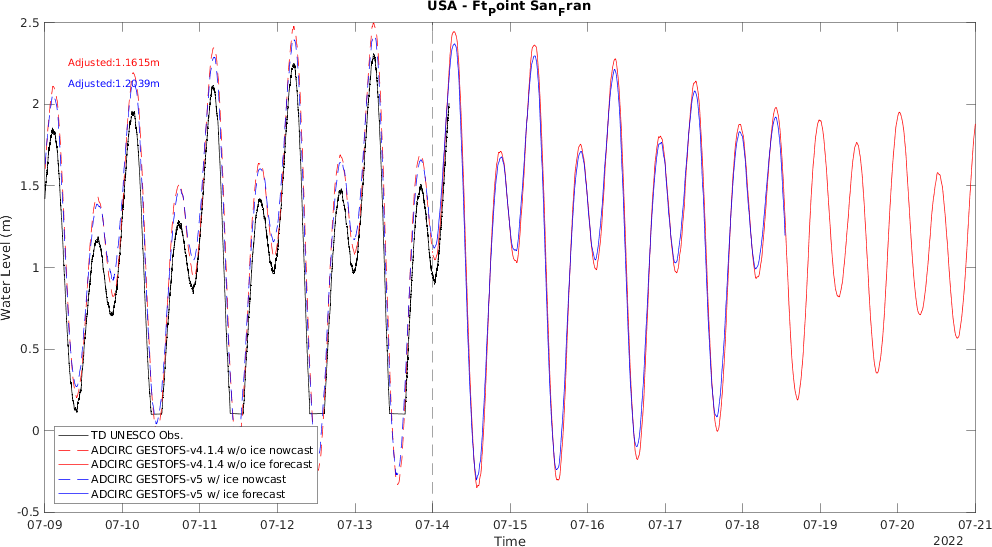 USA - FtPoint SanFran
2.5
Adjusted:1.1615m
Adjusted:1.2039m
2
1.5
1
0.5
0
-0.5
Water Level (m)
TD UNESCO Obs.
ADCIRC GESTOFS-v4.1.4 w/o ice nowcast
ADCIRC GESTOFS-v4.1.4 w/o ice forecast
ADCIRC GESTOFS-v5 w/ ice nowcast
ADCIRC GESTOFS-v5 w/ ice forecast
07-09 07-10 07-11 07-12 07-13 07-14 07-15 07-16 07-17 07-18 07-19 07-20 07-21
Time
2022